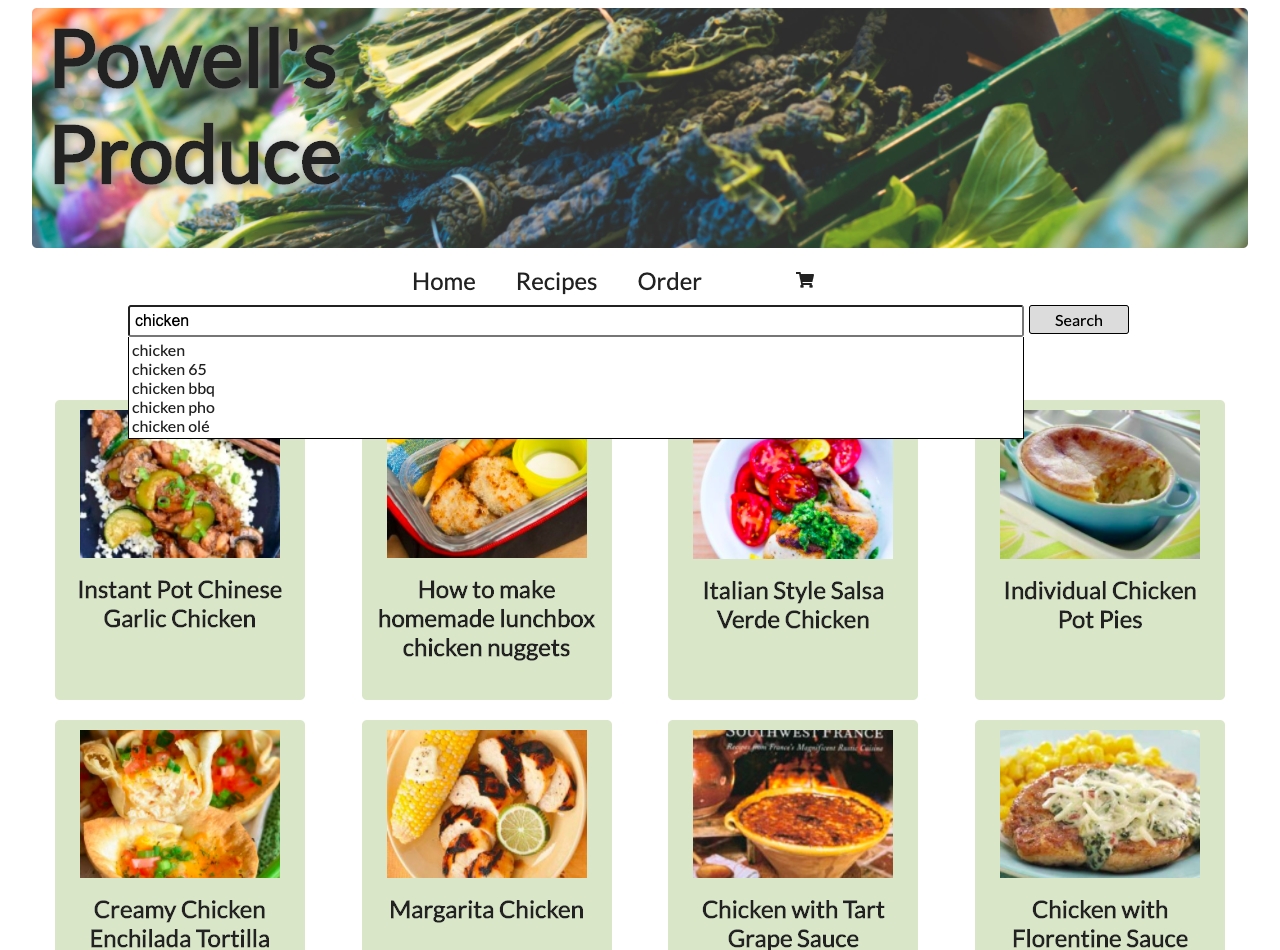 Powell's
Produce
Home Recipes Order
chicken Search
chicken
chicken 65
chicken bbq
chicken pho
chicken olé
Instant Pot Chinese
Garlic Chicken
How to make
homemade lunchbox
chicken nuggets
Italian Style Salsa
Verde Chicken
Individual Chicken
Pot Pies
SOUTHWEST FRANCE
Recipes from France's Magnificent Rustic Cuisine
Creamy Chicken
Enchilada Tortilla
Margarita Chicken
Chicken with Tart
Grape Sauce
Chicken with
Florentine Sauce